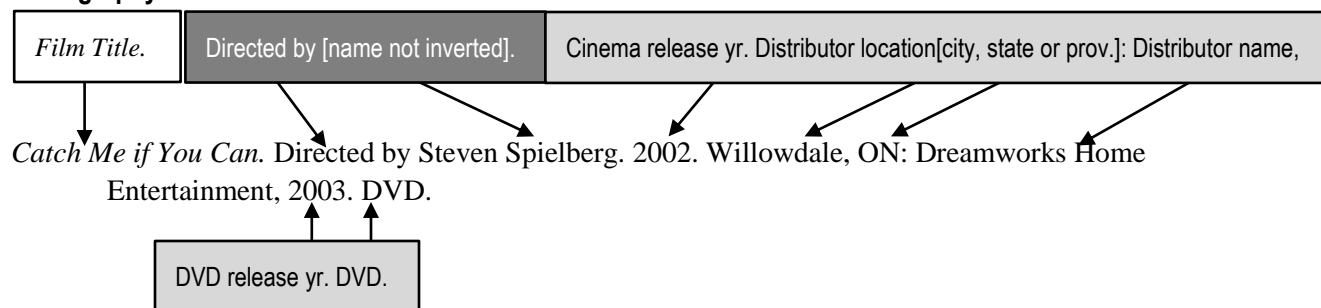 Film Title. Directed by [name not inverted]. Cinema release yr. Distributor location[city, state or prov.]: Distributor name,
Catch Me if You Can. Directed by Steven Spielberg. 2002. Willowdale, ON: Dreamworks Home
Entertainment, 2003. DVD.
DVD release yr. DVD.